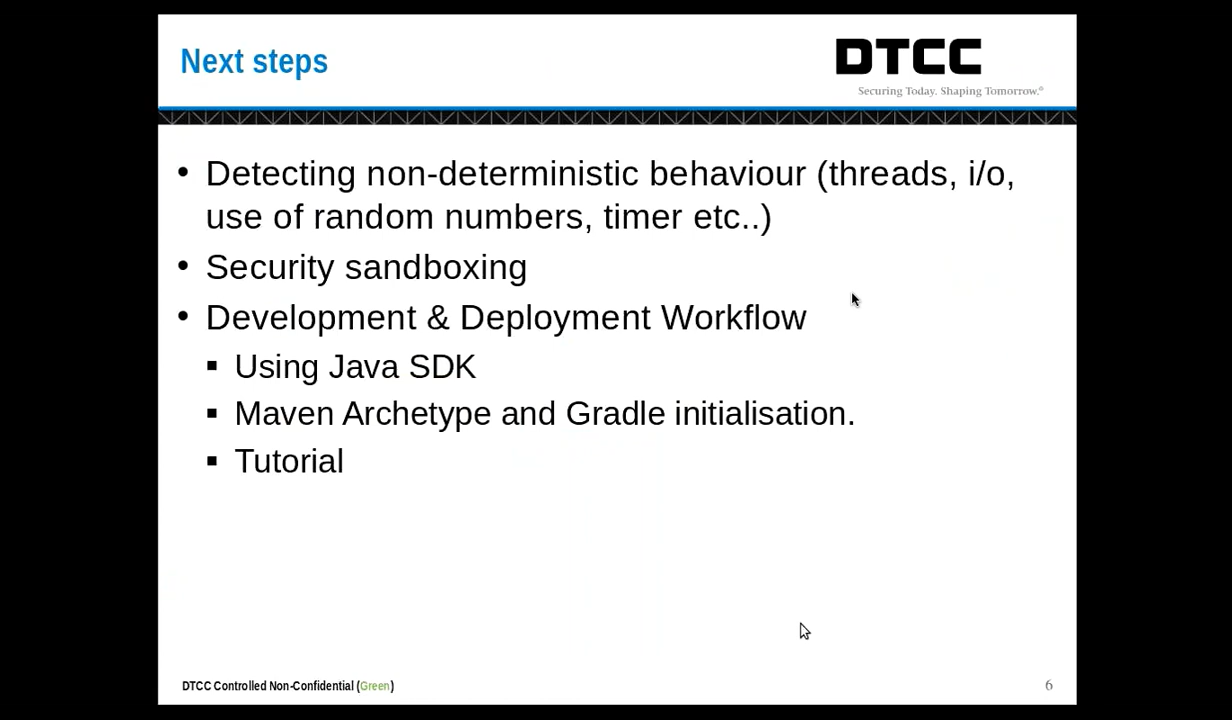 Next steps
DTCC
Securing Today. Shaping Tomorrow.®
• Detecting non-deterministic behaviour (threads, i/o,
use of random numbers, timer etc..)
• Security sandboxing
• Development & Deployment Workflow
▪ Using Java SDK
▪ Maven Archetype and Gradle initialisation.
▪ Tutorial
DTCC Controlled Non-Confidential (Green)
6